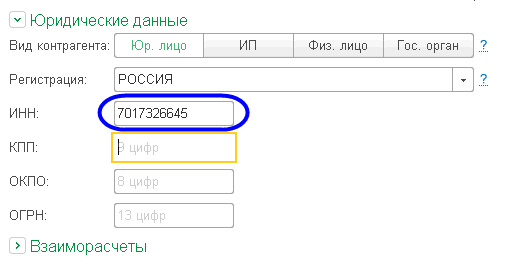 Юридические данные
Вид контрагента: Юр. лицо ИП Физ. лицо Гос. орган ?
Регистрация: РОССИЯ ?
ИНН: 7017326645
КПП: 9 цифр
ОКПО: 8 цифр
ОГРН: 13 цифр
Взаиморасчеты